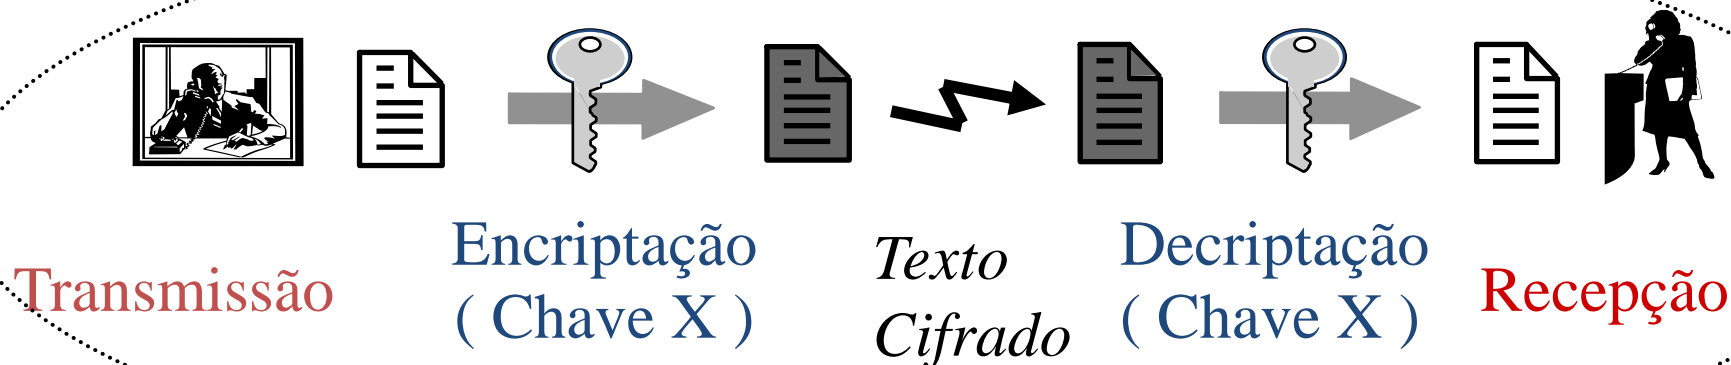 Transmissão
Encriptação
( Chave X )
Texto
Cifrado
Decriptação
( Chave X )
Recepção